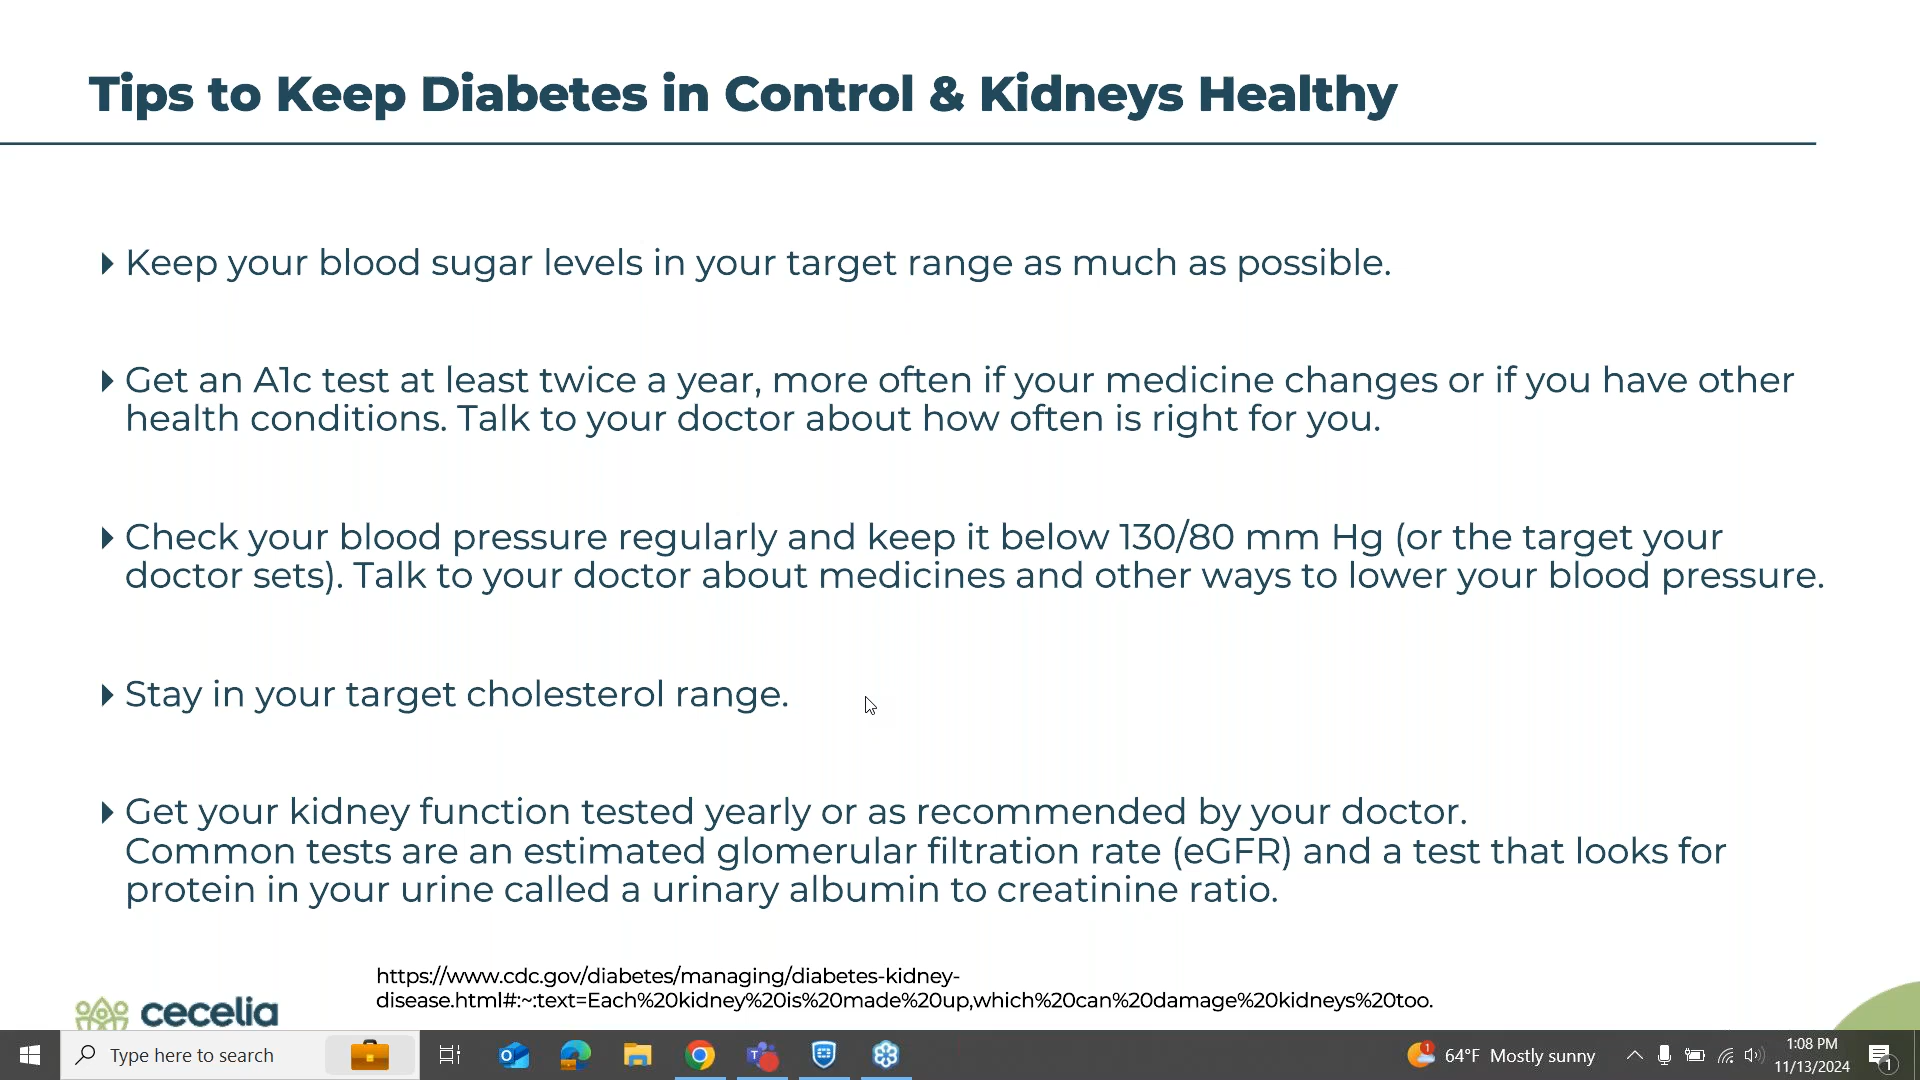 Tips to Keep Diabetes in Control & Kidneys Healthy
Keep your blood sugar levels in your target range as much as possible.
Get an A1c test at least twice a year, more often if your medicine changes or if you have other
health conditions. Talk to your doctor about how often is right for you.
Check your blood pressure regularly and keep it below 130/80 mm Hg (or the target your
doctor sets). Talk to your doctor about medicines and other ways to lower your blood pressure.
Stay in your target cholesterol range.
Get your kidney function tested yearly or as recommended by your doctor.
Common tests are an estimated glomerular filtration rate (eGFR) and a test that looks for
protein in your urine called a urinary albumin to creatinine ratio.
https://www.cdc.gov/diabetes/managing/diabetes-kidney-
disease.html#:~:text=Each%20kidney%20is%20made%20up,which%20can%20damage%20kidneys%20too.
cecelia
Type here to search
1
64°F Mostly sunny
1:08 PM
11/13/2024
1